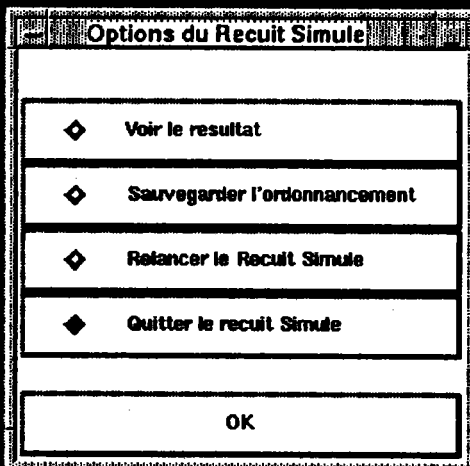 Options du Recuit Simule
Voir le resultat
Sauvegarder l'ordonnancement
Relancer le Recuit Simule
Quitter le recuit Simule
OK